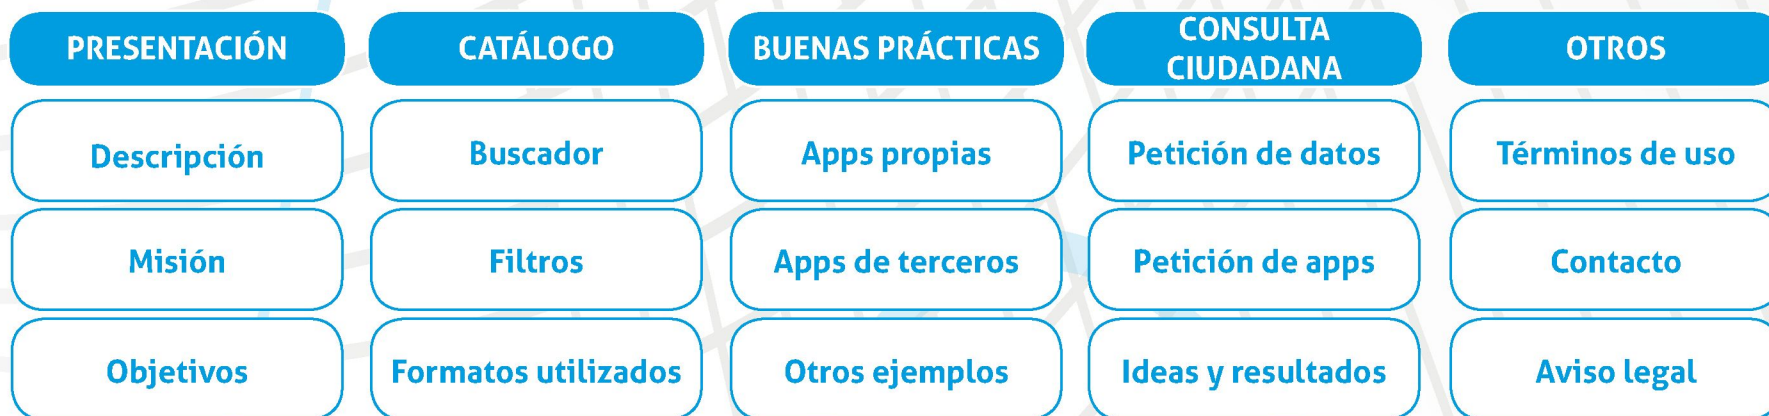 PRESENTACIÓN
CATÁLOGO
BUENAS PRÁCTICAS
CONSULTA
CIUDADANA
OTROS
Descripción
Buscador
Apps propias
Petición de datos
Términos de uso
Misión
Filtros
Apps de terceros
Petición de apps
Contacto
Objetivos
Formatos utilizados
Otros ejemplos
Ideas y resultados
Aviso legal